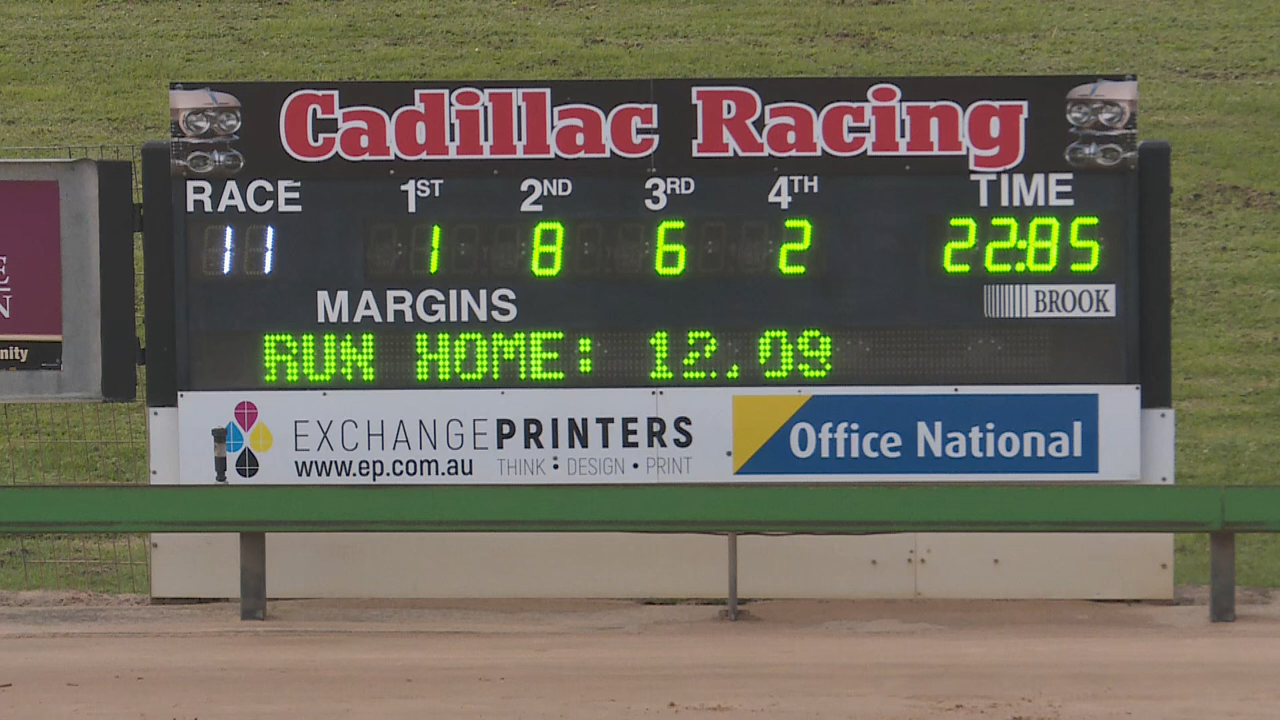 Cadillac Racing
RACE 1ST 2ND 3RD 4TH TIME
11 1 8 6 2 22:85
MARGINS
BROOK
RUN HOME: 12.09
E
N
nity
EXCHANGEPRINTERS
www.ep.com.au THINK : DESIGN • PRINT
Office National